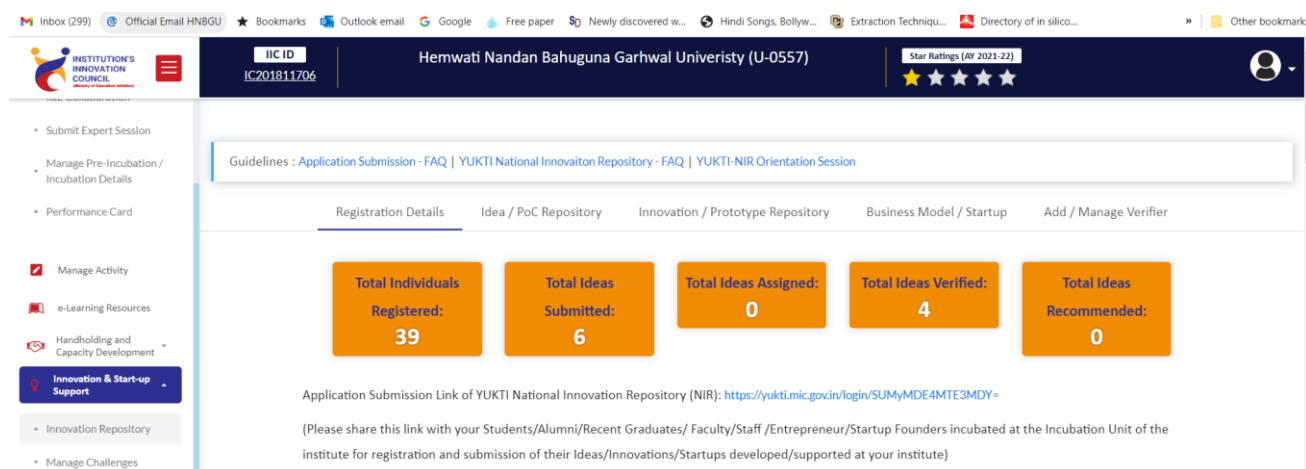 Inbox (299) Official Email HNBGU Bookmarks Outlook email Google Free paper Newly discovered w... Hindi Songs, Bollyw... Extraction Techniqu... Directory of in silico... » Other bookmark
INSTITUTION'S
INNOVATION
COUNCIL
(Ministry of Education Initiative)
IIC ID
IC201811706
Hemwati Nandan Bahuguna Garhwal Univeristy (U-0557)
Star Ratings (AY 2021-22)
I&E Collaboration
Submit Expert Session
Manage Pre-Incubation /
Incubation Details
Performance Card
Manage Activity
e-Learning Resources
Handholding and
Capacity Development
Innovation & Start-up
Support
Innovation Repository
Manage Challenges
Guidelines : Application Submission - FAQ | YUKTI National Innovaiton Repository - FAQ | YUKTI-NIR Orientation Session
Registration Details Idea / PoC Repository Innovation / Prototype Repository Business Model / Startup Add / Manage Verifier
Total Individuals
Registered:
39
Total Ideas
Submitted:
6
Total Ideas Assigned:
0
Total Ideas Verified:
4
Total Ideas
Recommended:
0
Application Submission Link of YUKTI National Innovation Repository (NIR): https://yukti.mic.gov.in/login/SUMyMDE4MTE3MDY=
(Please share this link with your Students/Alumni/Recent Graduates/ Faculty/Staff /Entrepreneur/Startup Founders incubated at the Incubation Unit of the
institute for registration and submission of their Ideas/Innovations/Startups developed/supported at your institute)